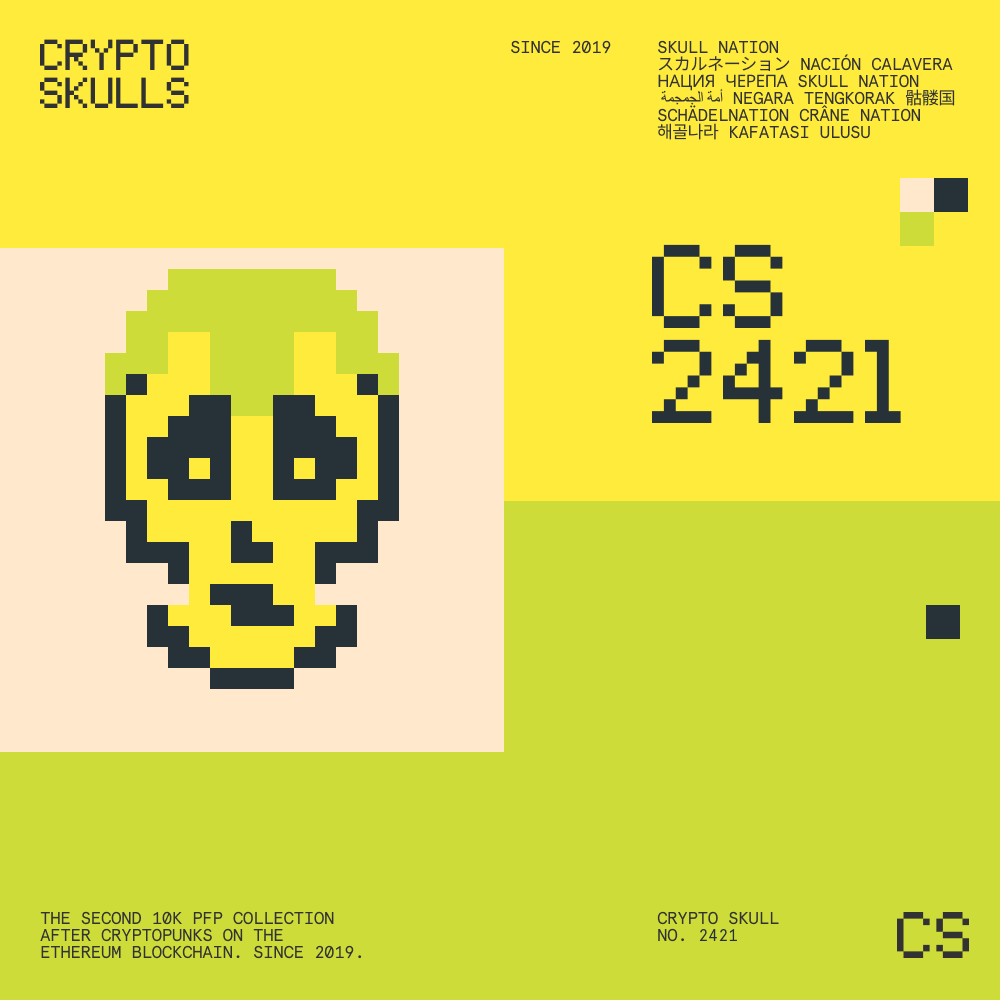 CRYPTO
SKULLS
SINCE 2019
SKULL NATION
スカルネーション NACIÓN CALAVERA
НАЦИЯ ЧЕРЕПА SKULL NATION
أمة الجمجمة NEGARA TENGKORAK 骷髅国
SCHÄDELNATION CRÂNE NATION
해골나라 KAFATASI ULUSU
CS
2421
THE SECOND 10K PFP COLLECTION
AFTER CRYPTOPUNKS ON THE
ETHEREUM BLOCKCHAIN. SINCE 2019.
CRYPTO SKULL
NO. 2421
CS